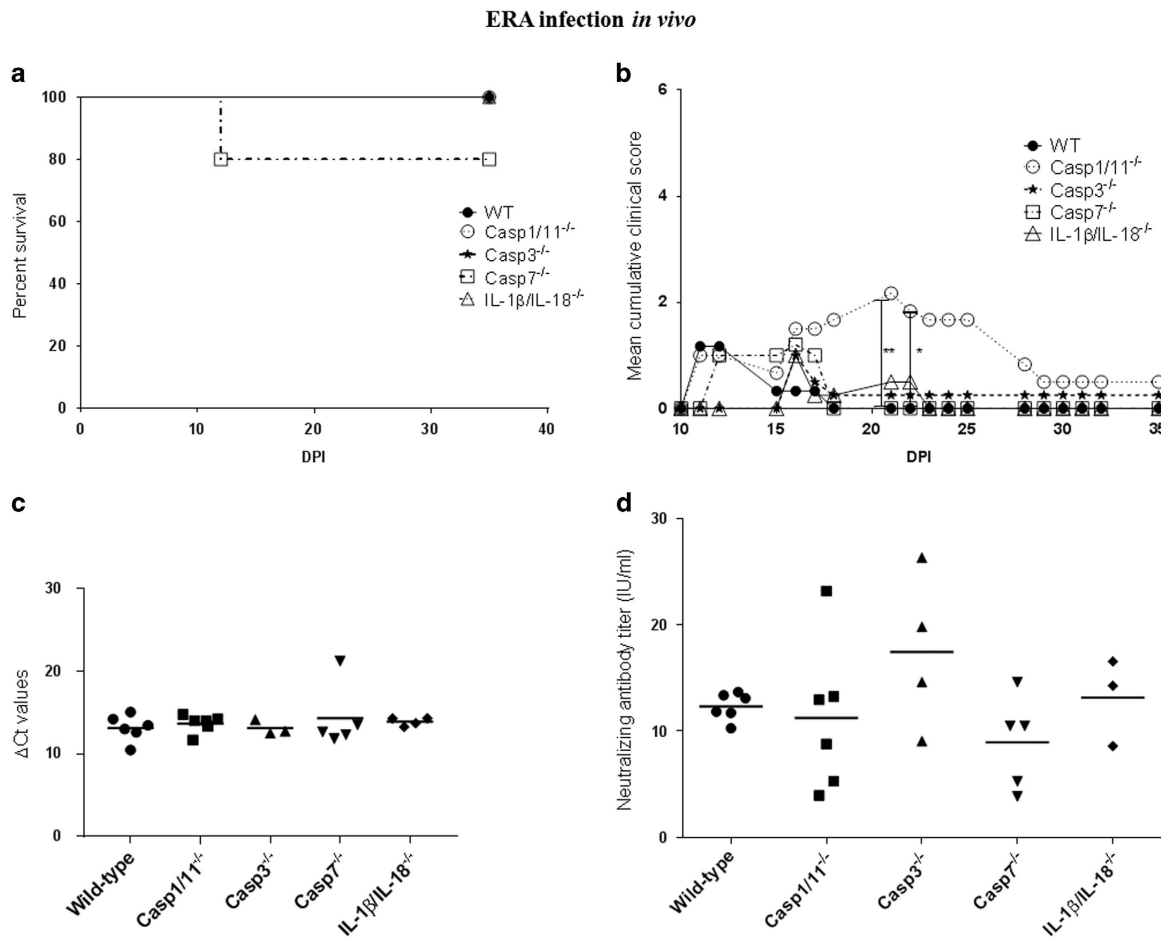 ERA infection in vivo
a
100
80
60
40
20
0
Percent survival
0 10 20 30 40
DPI
WT
Casp1/11-/-
Casp3-/-
Casp7-/-
IL-1β/IL-18-/-
b
6
4
2
0
Mean cumulative clinical score
10 15 20 25 30 35
DPI
WT
Casp1/11-/-
Casp3-/-
Casp7-/-
IL-1β/IL-18-/-
** *
c
30
20
10
0
ΔCt values
Wild-type
Casp1/11-/-
Casp3-/-
Casp7-/-
IL-1β/IL-18-/-
d
30
20
10
0
Neutralizing antibody titer (IU/ml)
Wild-type
Casp1/11-/-
Casp3-/-
Casp7-/-
IL-1β/IL-18-/-